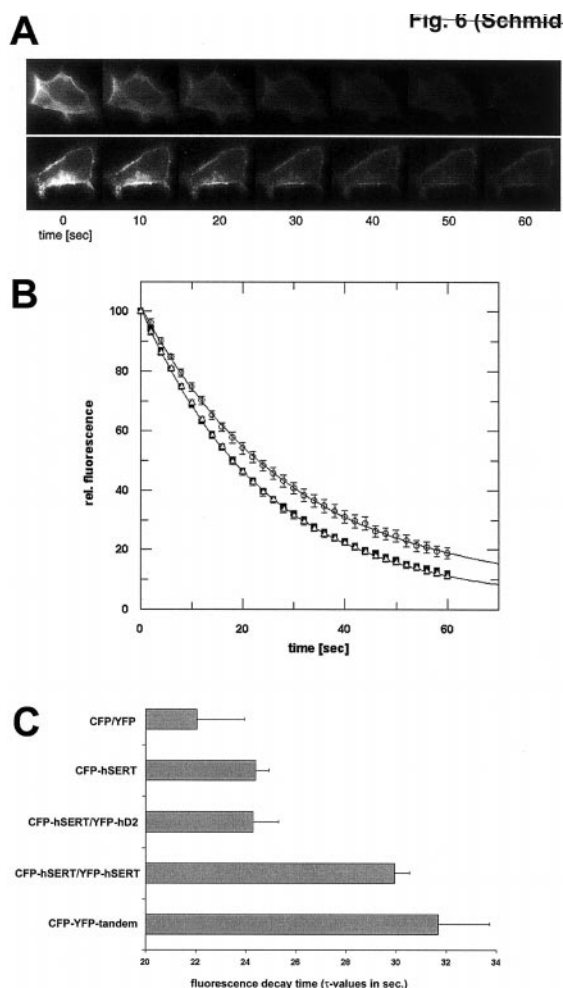 Fig. 6 (Schmid
A
0 10 20 30 40 50 60
time [sec]
B
100
80
60
40
20
0
rel. fluorescence
0 20 40 60
time [sec]
C
CFP/YFP
CFP-hSERT
CFP-hSERT/YFP-hD2
CFP-hSERT/YFP-hSERT
CFP-YFP-tandem
20 22 24 26 28 30 32 34
fluorescence decay time (τ-values in sec.)